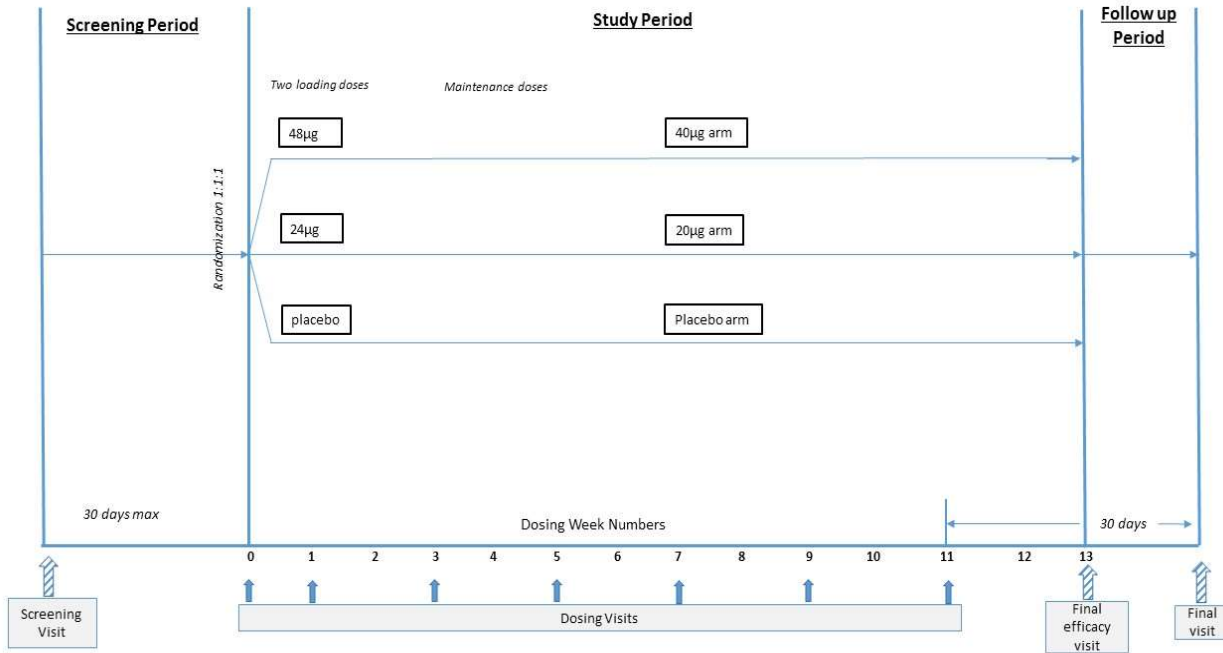 Screening Period
Study Period
Follow up
Period
Two loading doses
Maintenance doses
48µg
40µg arm
Randomization 1:1:1
24µg
20µg arm
placebo
Placebo arm
30 days max
Dosing Week Numbers
30 days
0 1 2 3 4 5 6 7 8 9 10 11 12 13
Screening
Visit
Dosing Visits
Final
efficacy
visit
Final
visit